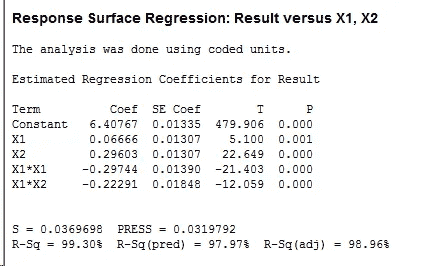 Response Surface Regression: Result versus X1, X2
The analysis was done using coded units.
Estimated Regression Coefficients for Result
Term Coef SE Coef T P
Constant 6.40767 0.01335 479.906 0.000
X1 0.06666 0.01307 5.100 0.001
X2 0.29603 0.01307 22.649 0.000
X1*X1 -0.29744 0.01390 -21.403 0.000
X1*X2 -0.22291 0.01848 -12.059 0.000
S = 0.0369698 PRESS = 0.0319792
R-Sq = 99.30% R-Sq(pred) = 97.97% R-Sq(adj) = 98.96%